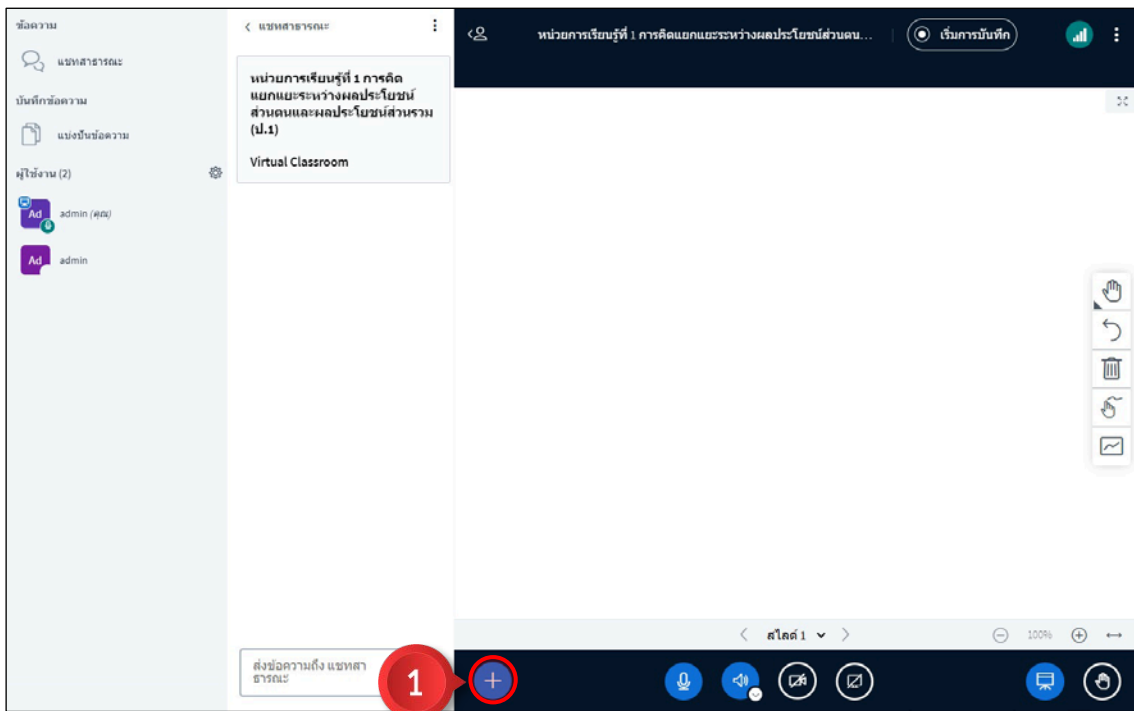 ข้อความ
แชทสาธารณะ
บันทึกข้อความ
แบ่งปันข้อความ
ผู้ใช้งาน (2)
Ad admin (คุณ)
Ad admin
แชทสาธารณะ
หน่วยการเรียนรู้ที่ 1 การคิด
แยกแยะระหว่างผลประโยชน์
ส่วนตนและผลประโยชน์ส่วนรวม
(ป.1)
Virtual Classroom
ส่งข้อความถึง แชทสา
ธารณะ
1
หน่วยการเรียนรู้ที่ 1 การคิดแยกแยะระหว่างผลประโยชน์ส่วนตน...
เริ่มการบันทึก
สไลด์ 1
100%